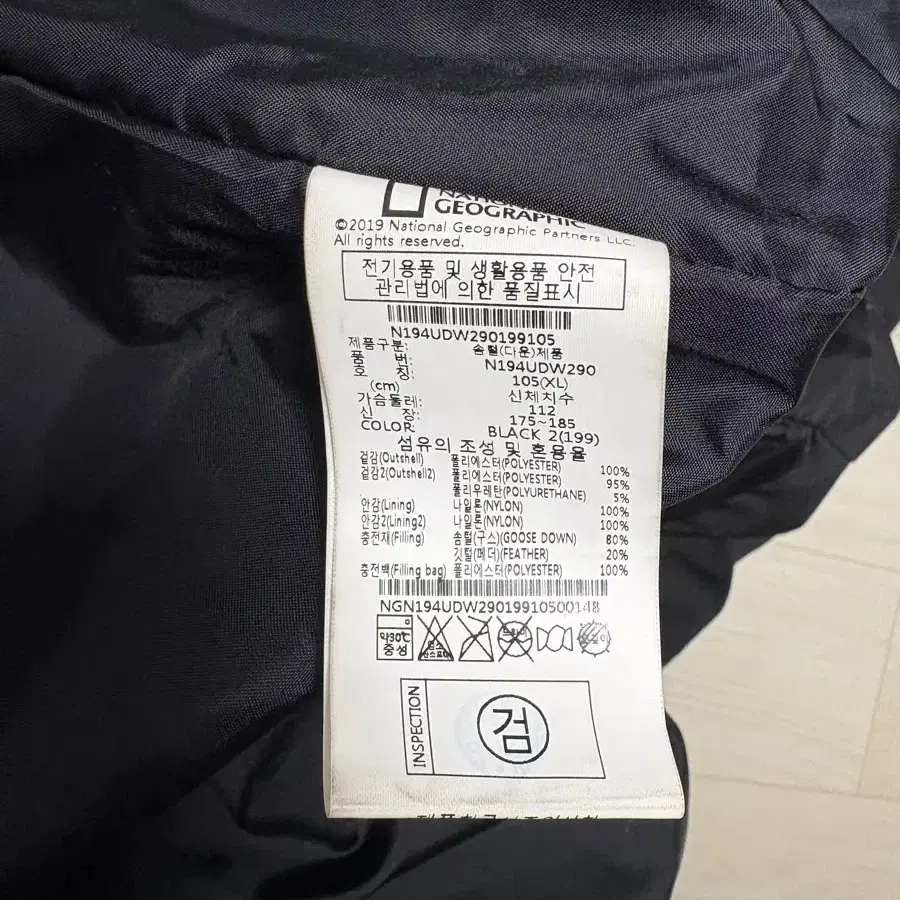 NATIONAL
GEOGRAPHIC
©2019 National Geographic Partners LLC.
All rights reserved.
전기용품 및 생활용품 안전
관리법에 의한 품질표시
N194UDW290199105
제품구분: 솜털(다운)제품
품 번: N194UDW290
호 칭: 105(XL)
(cm) 신체치수
가슴둘레: 112
신 장: 175~185
COLOR: BLACK 2(199)
섬유의 조성 및 혼용율
겉감(Outshell) 폴리에스터(POLYESTER) 100%
겉감2(Outshell2) 폴리에스터(POLYESTER) 95%
폴리우레탄(POLYURETHANE) 5%
안감(Lining) 나일론(NYLON) 100%
안감2(Lining2) 나일론(NYLON) 100%
충전재(Filling) 솜털(구스)(GOOSE DOWN) 80%
깃털(페더)(FEATHER) 20%
충전백(Filling bag) 폴리에스터(POLYESTER) 100%
NGN194UDW29019910500148
약30℃
중성
INSPECTION
검